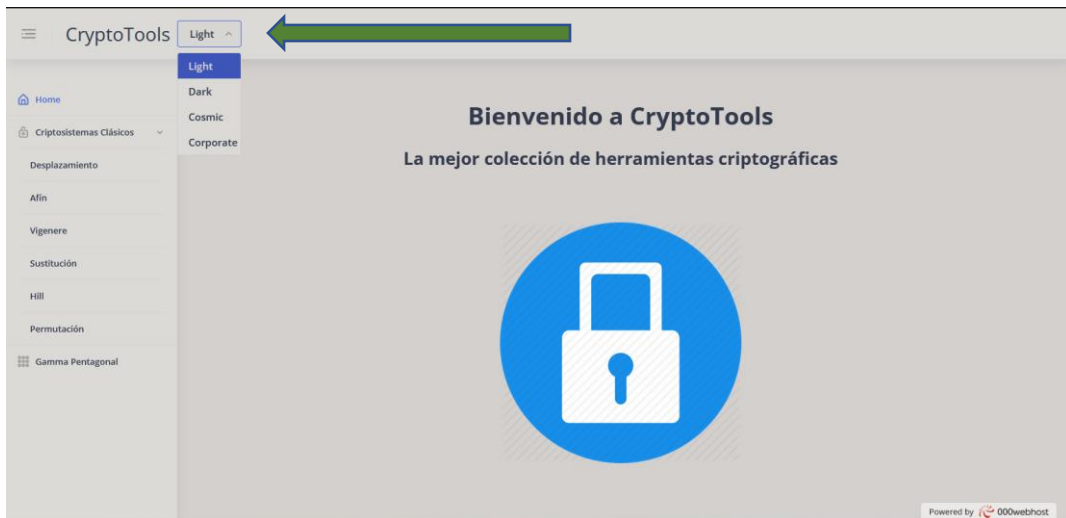 CryptoTools
Light
Light
Dark
Cosmic
Corporate
Home
Criptosistemas Clásicos
Desplazamiento
Afín
Vigenere
Sustitución
Hill
Permutación
Gamma Pentagonal
Bienvenido a CryptoTools
La mejor colección de herramientas criptográficas
Powered by 000webhost